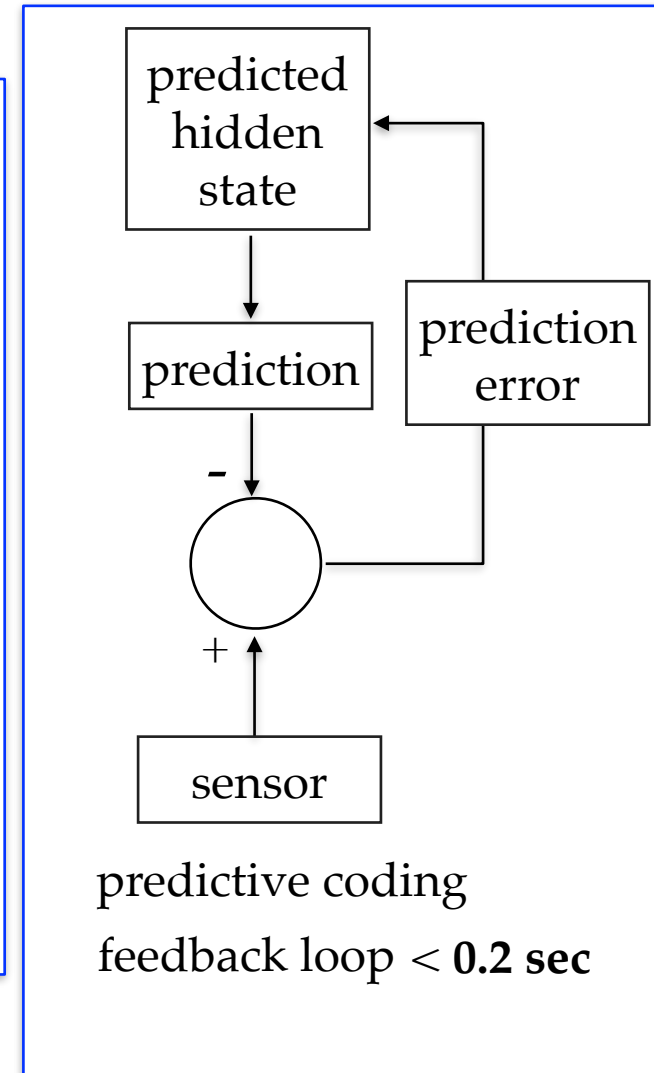 predicted
hidden
state
prediction
prediction
error
-
+
sensor
predictive coding
feedback loop < 0.2 sec